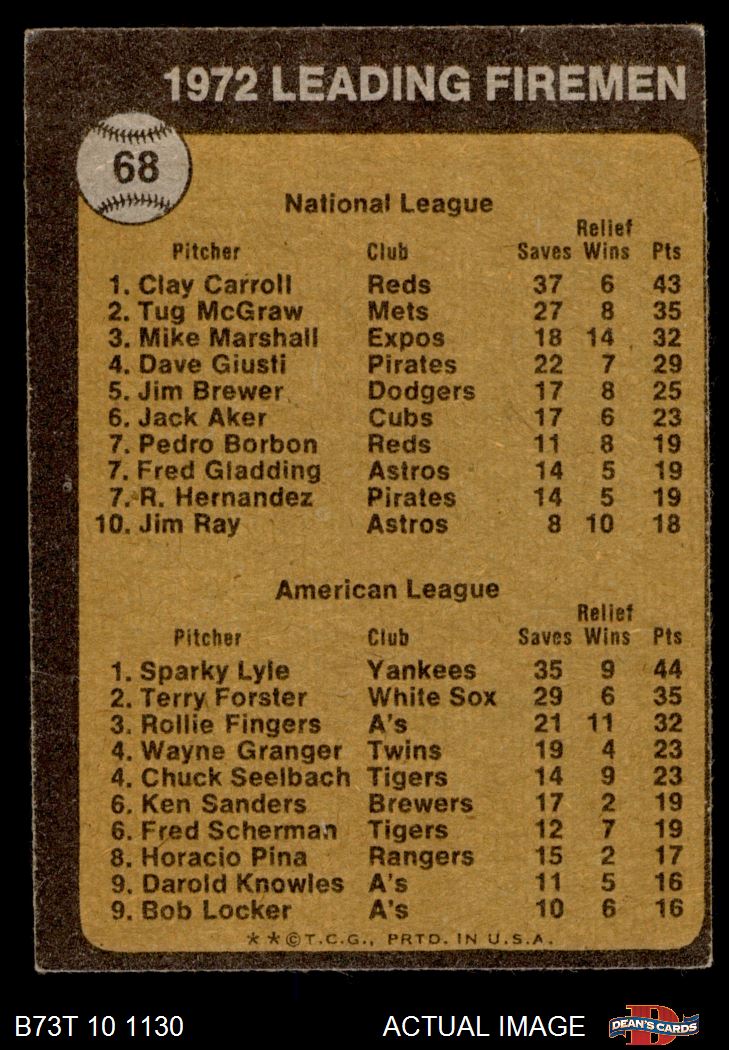 1972 LEADING FIREMEN
68
National League
Relief
Pitcher Club Saves Wins Pts
1. Clay Carroll Reds 37 6 43
2. Tug McGraw Mets 27 8 35
3. Mike Marshall Expos 18 14 32
4. Dave Giusti Pirates 22 7 29
5. Jim Brewer Dodgers 17 8 25
6. Jack Aker Cubs 17 6 23
7. Pedro Borbon Reds 11 8 19
7. Fred Gladding Astros 14 5 19
7. R. Hernandez Pirates 14 5 19
10. Jim Ray Astros 8 10 18
American League
Relief
Pitcher Club Saves Wins Pts
1. Sparky Lyle Yankees 35 9 44
2. Terry Forster White Sox 29 6 35
3. Rollie Fingers A's 21 11 32
4. Wayne Granger Twins 19 4 23
4. Chuck Seelbach Tigers 14 9 23
6. Ken Sanders Brewers 17 2 19
6. Fred Scherman Tigers 12 7 19
8. Horacio Pina Rangers 15 2 17
9. Darold Knowles A's 11 5 16
9. Bob Locker A's 10 6 16
**©T.C.G., PRTD. IN U.S.A.
B73T 10 1130 ACTUAL IMAGE D DEAN'S CARDS